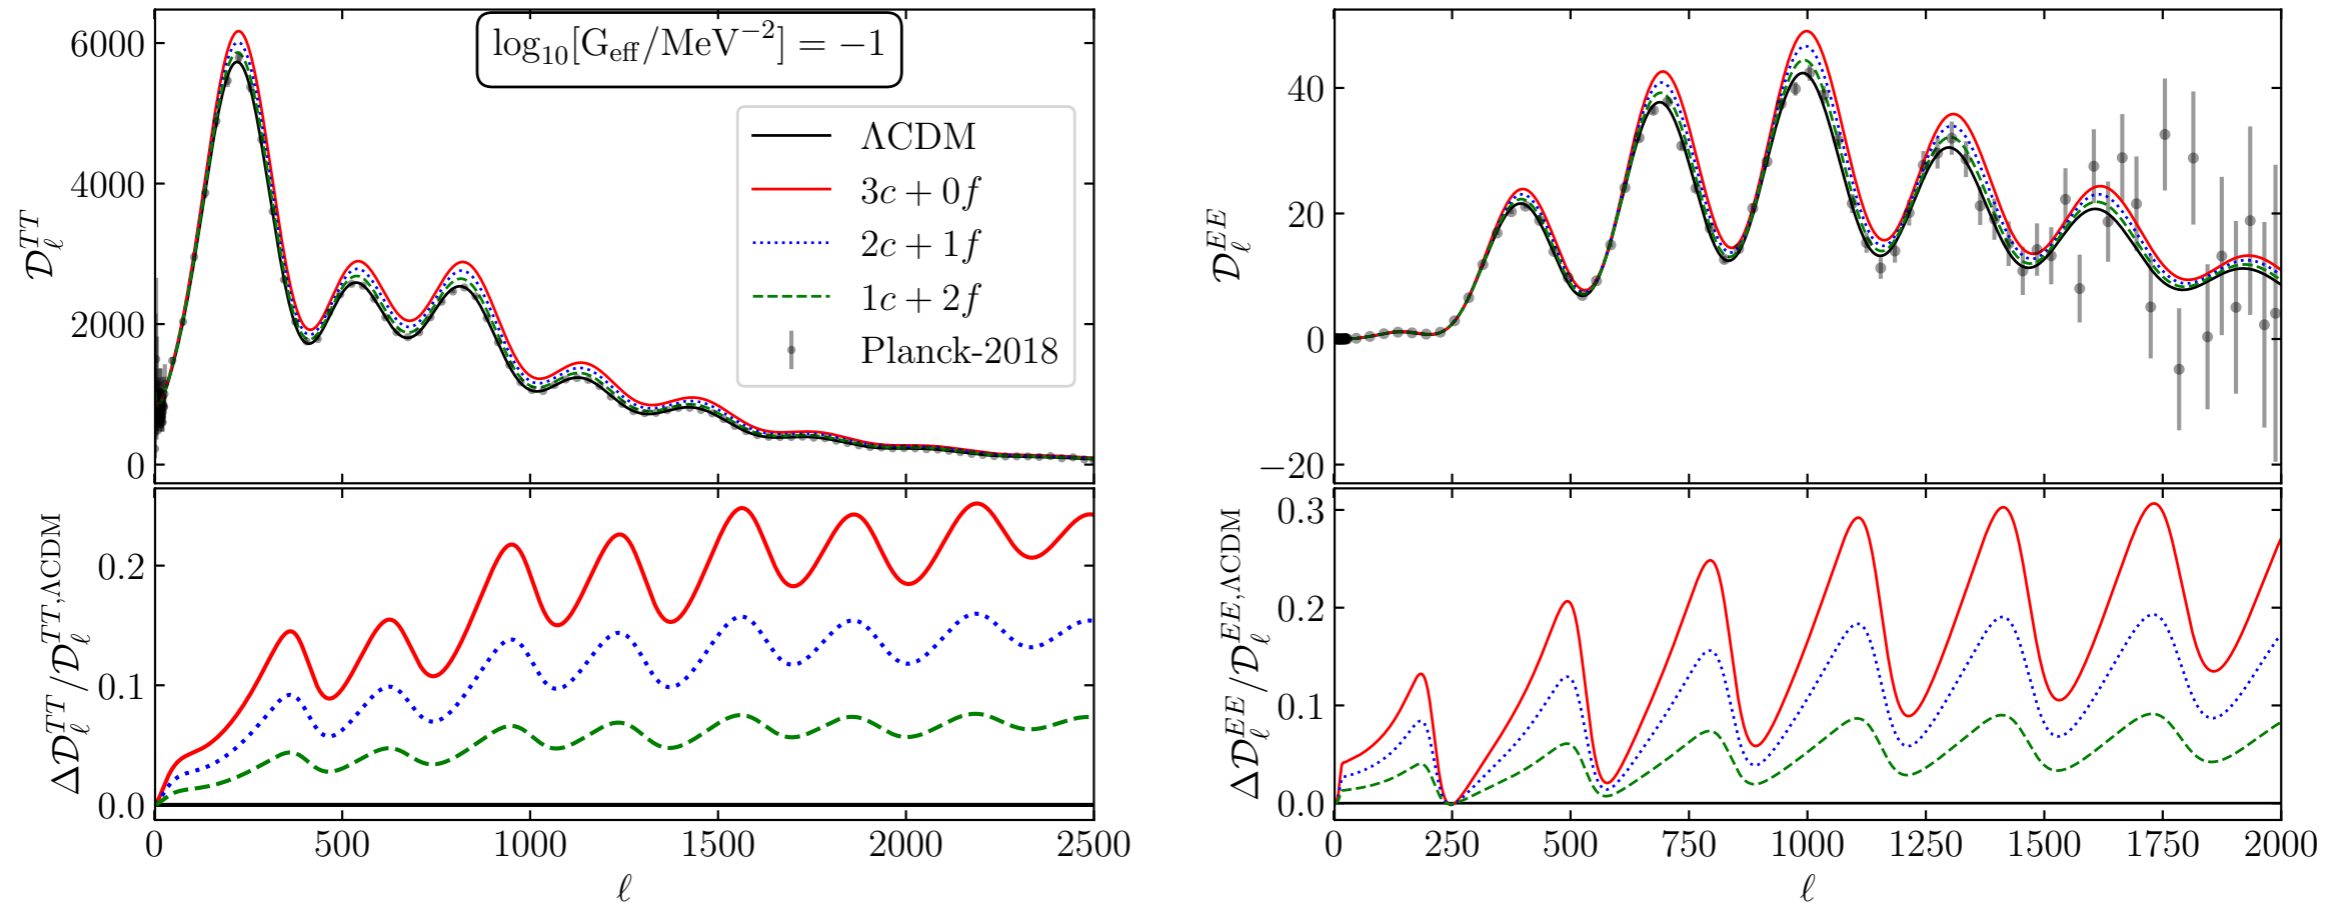 log₁₀[G_eff/MeV⁻²] = −1
ΛCDM
3c + 0f
2c + 1f
1c + 2f
Planck-2018
𝒟_ℓ^{TT}
6000
4000
2000
0
Δ𝒟_ℓ^{TT}/𝒟_ℓ^{TT,ΛCDM}
0.2
0.1
0.0
0 500 1000 1500 2000 2500
ℓ
𝒟_ℓ^{EE}
40
20
0
−20
Δ𝒟_ℓ^{EE}/𝒟_ℓ^{EE,ΛCDM}
0.3
0.2
0.1
0.0
0 250 500 750 1000 1250 1500 1750 2000
ℓ